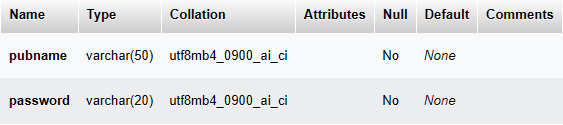 Name Type Collation Attributes Null Default Comments
pubname varchar(50) utf8mb4_0900_ai_ci No None
password varchar(20) utf8mb4_0900_ai_ci No None